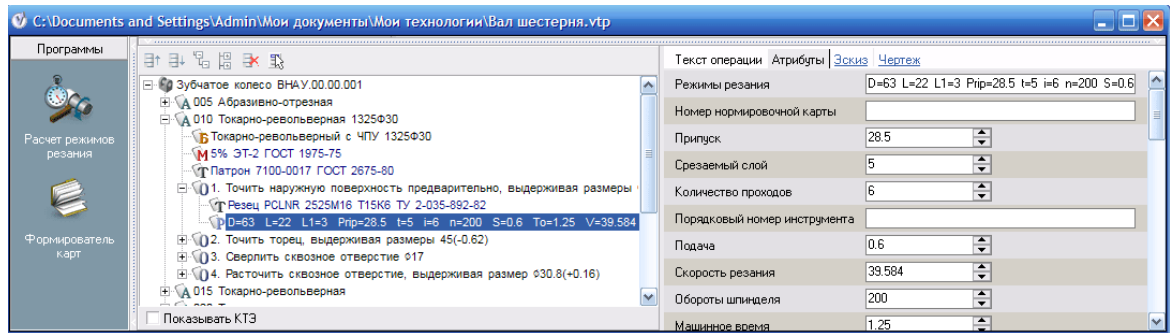 C:\Documents and Settings\Admin\Мои документы\Мои технологии\Вал шестерня.vtp
Программы
Расчет режимов
резания
Формирователь
карт
Зубчатое колесо ВНАУ.00.00.001
005 Абразивно-отрезная
010 Токарно-револьверная 1325Ф30
Б Токарно-револьверный с ЧПУ 1325Ф30
М 5% ЭТ-2 ГОСТ 1975-75
Т Патрон 7100-0017 ГОСТ 2675-80
О 1. Точить наружную поверхность предварительно, выдерживая размеры
Т Резец PCLNR 2525M16 Т15К6 ТУ 2-035-892-82
Р D=63 L=22 L1=3 Prip=28.5 t=5 i=6 n=200 S=0.6 To=1.25 V=39.584
О 2. Точить торец, выдерживая размеры 45(-0.62)
О 3. Сверлить сквозное отверстие ⌀17
О 4. Расточить сквозное отверстие, выдерживая размер ⌀30.8(+0.16)
015 Токарно-револьверная
Показывать КТЭ
Текст операции Атрибуты Эскиз Чертеж
Режимы резания D=63 L=22 L1=3 Prip=28.5 t=5 i=6 n=200 S=0.6
Номер нормировочной карты
Припуск 28.5
Срезаемый слой 5
Количество проходов 6
Порядковый номер инструмента
Подача 0.6
Скорость резания 39.584
Обороты шпинделя 200
Машинное время 1.25